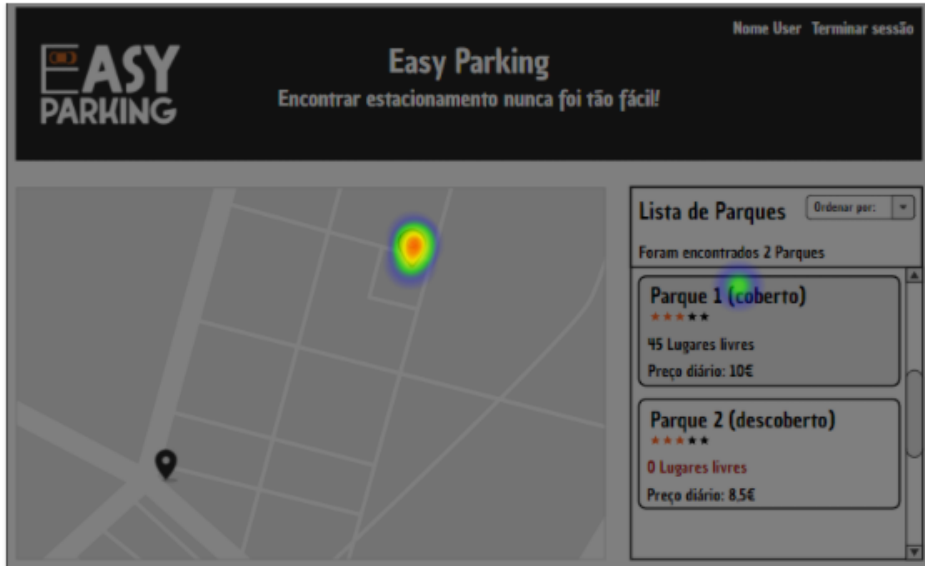 Nome User Terminar sessão
EASY
PARKING
Easy Parking
Encontrar estacionamento nunca foi tão fácil!
Lista de Parques
Ordenar por:
Foram encontrados 2 Parques
Parque 1 (coberto)
★★★★★
45 Lugares livres
Preço diário: 10€
Parque 2 (descoberto)
★★★★★
0 Lugares livres
Preço diário: 8,5€